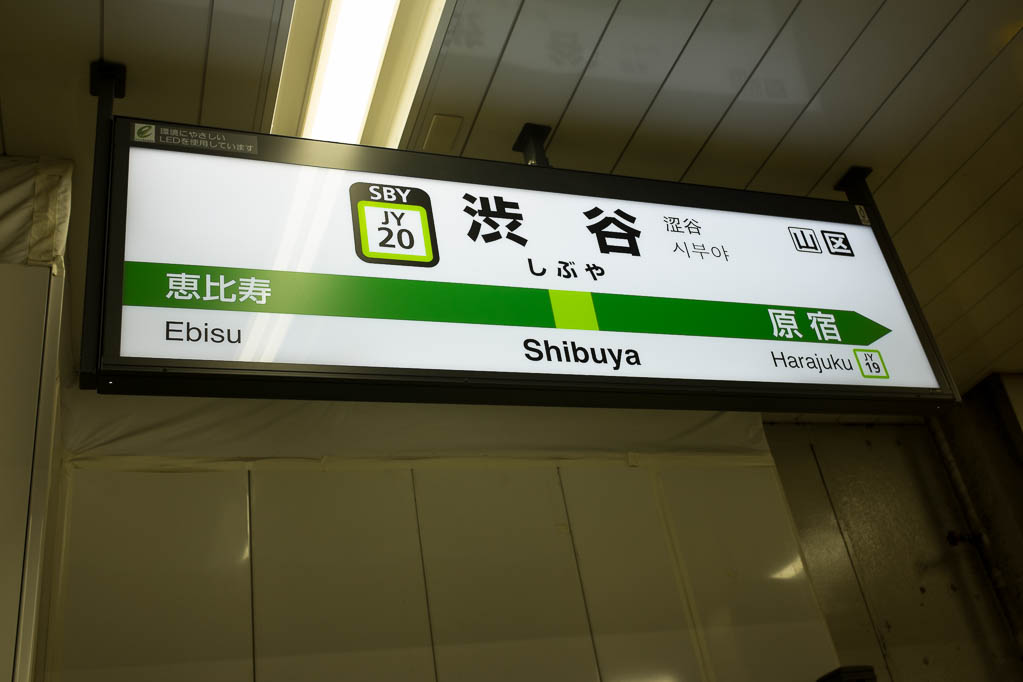 環境にやさしい
LEDを使用しています
SBY
JY
20
渋谷
涩谷
시부야
山 区
しぶや
恵比寿
原宿
Ebisu
Shibuya
Harajuku
JY
19